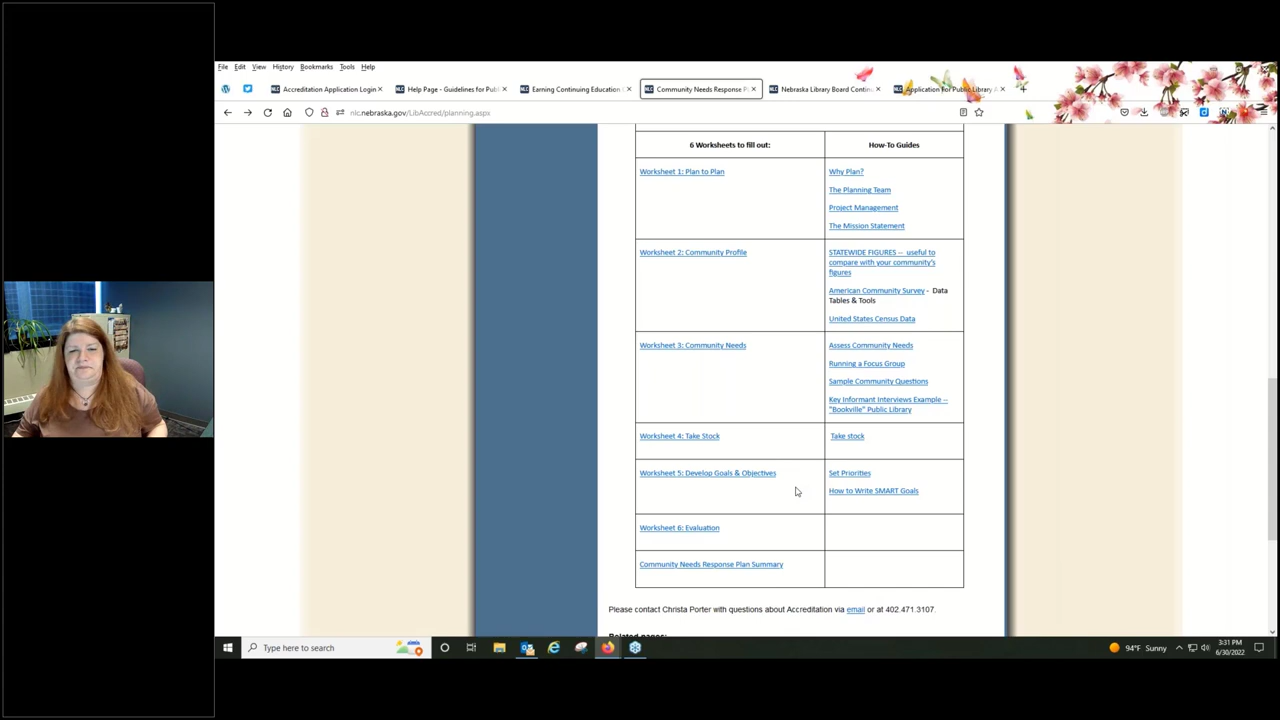 File Edit View History Bookmarks Tools Help
Accreditation Application Login
Help Page - Guidelines for Publ
Earning Continuing Education
Community Needs Response P
Nebraska Library Board Contin
Application For Public Library A
nlc.nebraska.gov/LibAccred/planning.aspx
6 Worksheets to fill out:
How-To Guides
Worksheet 1: Plan to Plan
Why Plan?
The Planning Team
Project Management
The Mission Statement
Worksheet 2: Community Profile
STATEWIDE FIGURES -- useful to
compare with your community's
figures
American Community Survey - Data
Tables & Tools
United States Census Data
Worksheet 3: Community Needs
Assess Community Needs
Running a Focus Group
Sample Community Questions
Key Informant Interviews Example --
"Bookville" Public Library
Worksheet 4: Take Stock
Take stock
Worksheet 5: Develop Goals & Objectives
Set Priorities
How to Write SMART Goals
Worksheet 6: Evaluation
Community Needs Response Plan Summary
Please contact Christa Porter with questions about Accreditation via email or at 402.471.3107.
Related pages:
Type here to search
94°F Sunny
3:31 PM
6/30/2022